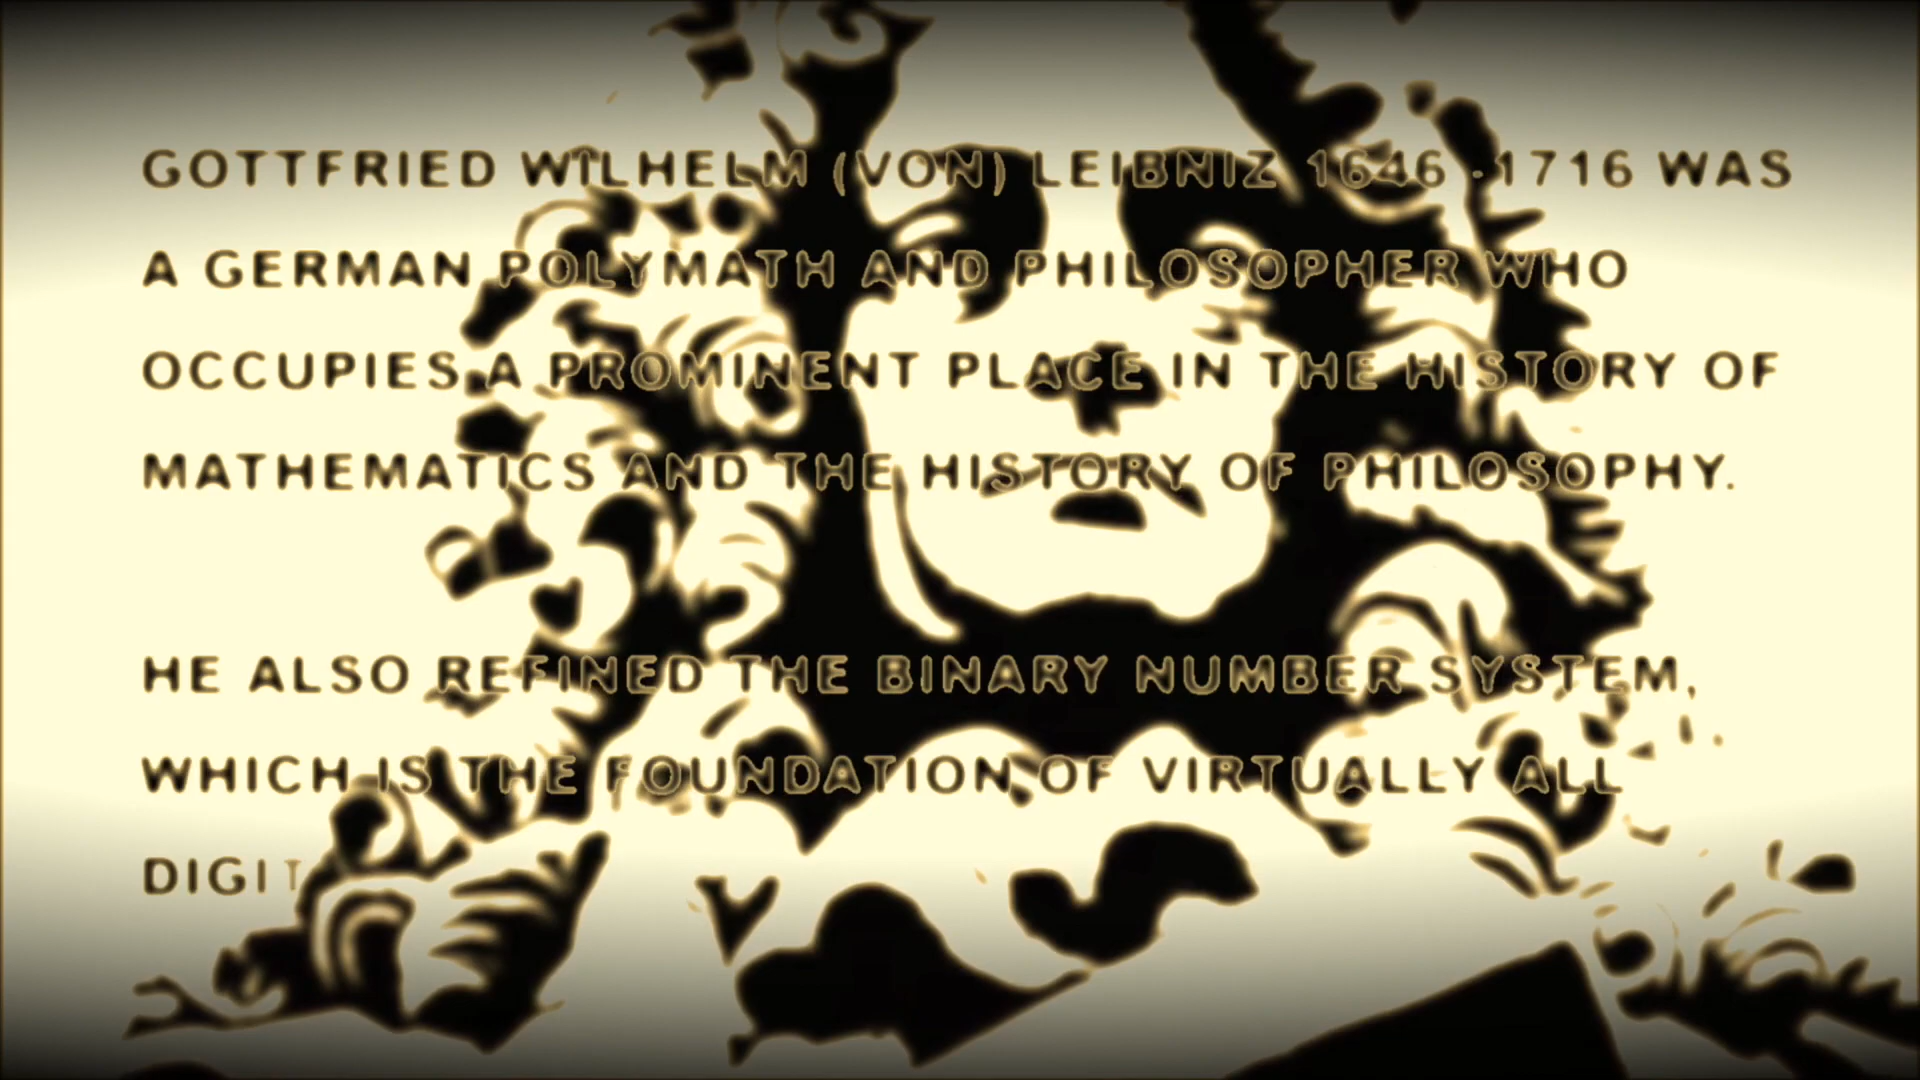 GOTTFRIED WILHELM (VON) LEIBNIZ 1646 -1716 WAS
A GERMAN POLYMATH AND PHILOSOPHER WHO
OCCUPIES A PROMINENT PLACE IN THE HISTORY OF
MATHEMATICS AND THE HISTORY OF PHILOSOPHY.
HE ALSO REFINED THE BINARY NUMBER SYSTEM,
WHICH IS THE FOUNDATION OF VIRTUALLY ALL
DIGIT